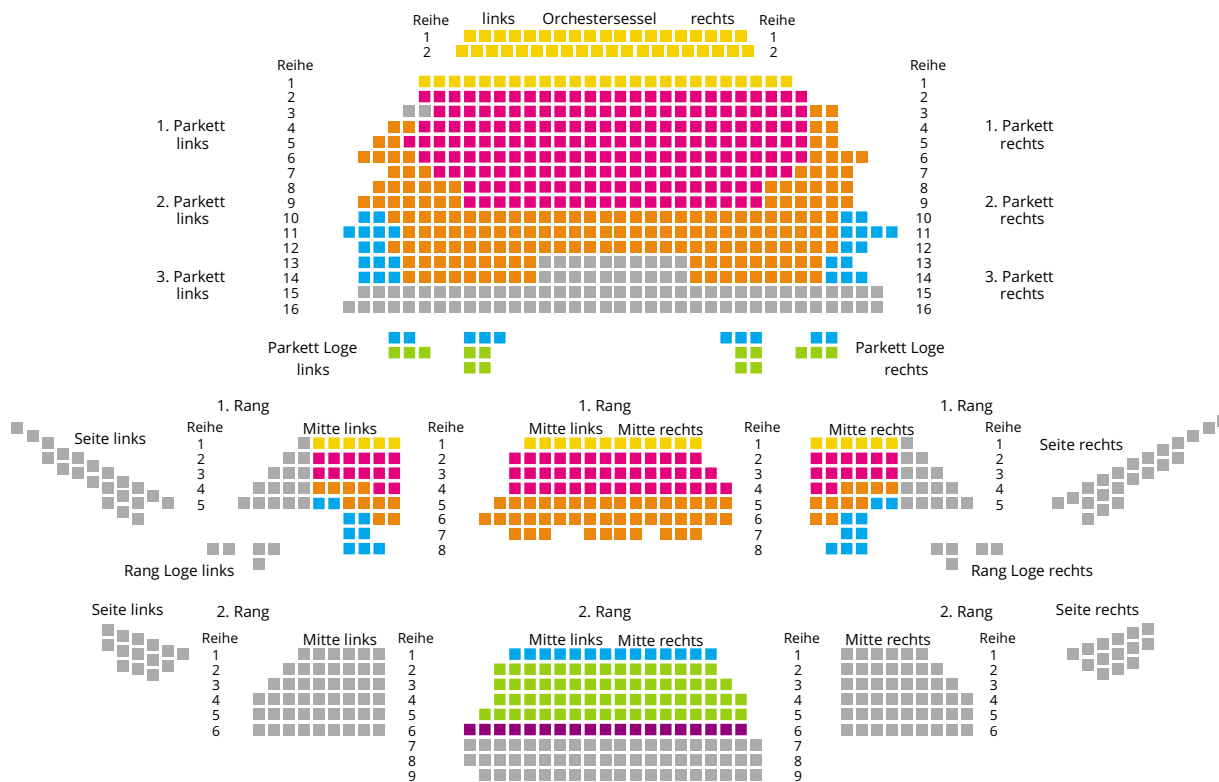 Reihe links Orchestersessel rechts Reihe
1 1
2 2
Reihe Reihe
1 1
2 2
3 3
1. Parkett 4 4 1. Parkett
links 5 5 rechts
6 6
7 7
8 8
2. Parkett 9 9 2. Parkett
links 10 10 rechts
11 11
12 12
3. Parkett 13 13 3. Parkett
links 14 14 rechts
15 15
16 16
Parkett Loge Parkett Loge
links rechts
1. Rang 1. Rang 1. Rang
Seite links Reihe Mitte links Reihe Mitte links Mitte rechts Reihe Mitte rechts Reihe Seite rechts
1 1 1 1
2 2 2 2
3 3 3 3
4 4 4 4
5 5 5 5
6 6
7 7
8 8
Rang Loge links Rang Loge rechts
Seite links 2. Rang 2. Rang 2. Rang Seite rechts
Reihe Mitte links Reihe Mitte links Mitte rechts Reihe Mitte rechts Reihe
1 1 1 1
2 2 2 2
3 3 3 3
4 4 4 4
5 5 5 5
6 6 6 6
7 7
8 8
9 9